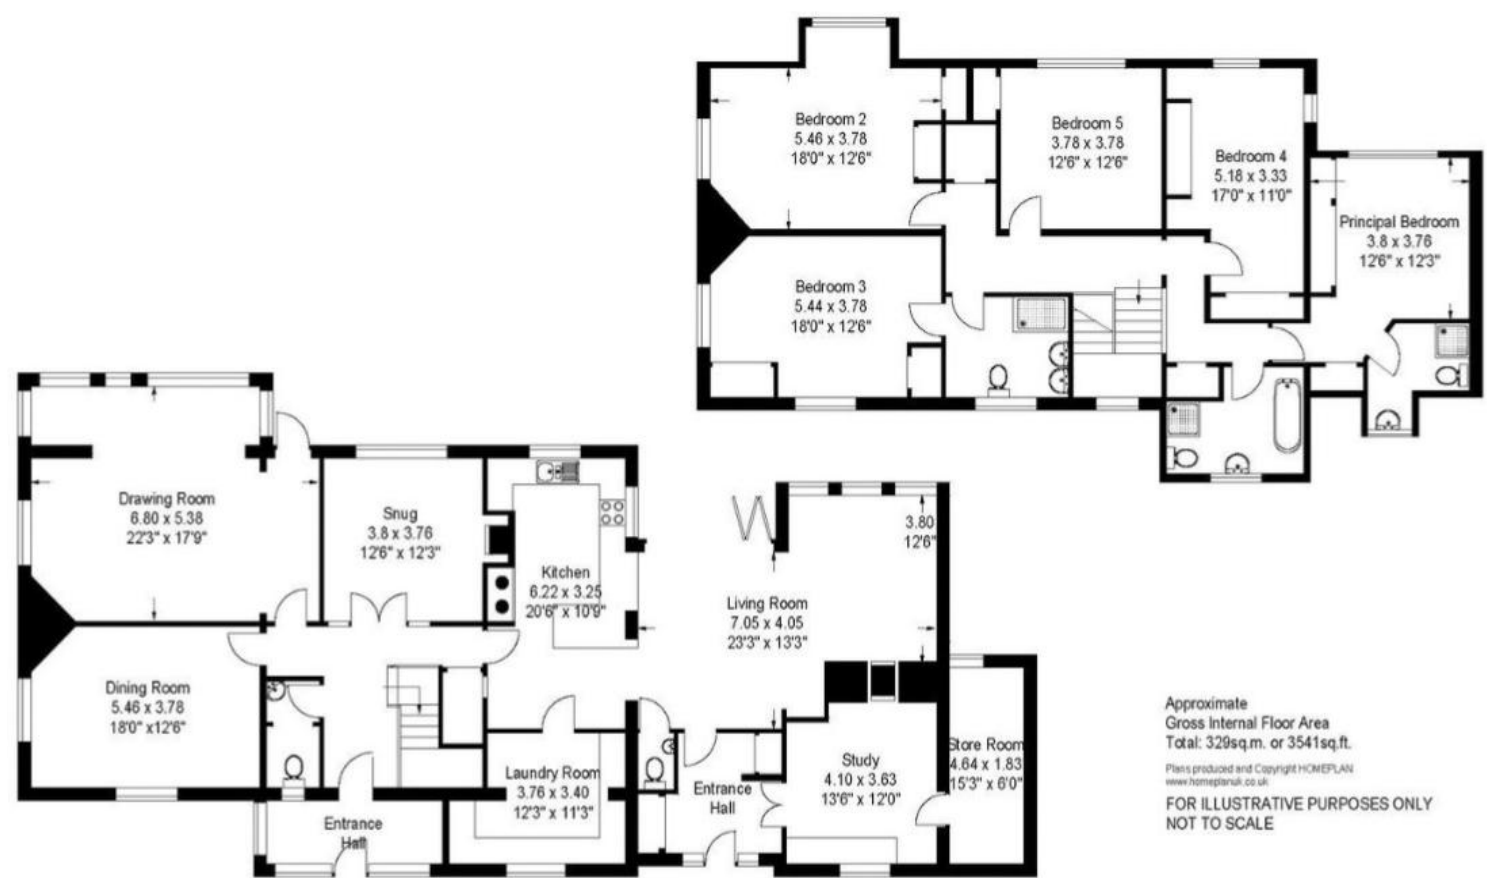 Bedroom 2
5.46 x 3.78
18'0" x 12'6"
Bedroom 5
3.78 x 3.78
12'6" x 12'6"
Bedroom 4
5.18 x 3.33
17'0" x 11'0"
Principal Bedroom
3.8 x 3.76
12'6" x 12'3"
Bedroom 3
5.44 x 3.78
18'0" x 12'6"
Drawing Room
6.80 x 5.38
22'3" x 17'9"
Snug
3.8 x 3.76
12'6" x 12'3"
Kitchen
6.22 x 3.25
20'6" x 10'9"
3.80
12'6"
Living Room
7.05 x 4.05
23'3" x 13'3"
Dining Room
5.46 x 3.78
18'0" x12'6"
Laundry Room
3.76 x 3.40
12'3" x 11'3"
Entrance
Hall
Entrance
Hall
Study
4.10 x 3.63
13'6" x 12'0"
Store Room
4.64 x 1.83
15'3" x 6'0"
Approximate
Gross Internal Floor Area
Total: 329sq.m. or 3541sq.ft.
Plans produced and Copyright HOMEPLAN
www.homeplanuk.co.uk
FOR ILLUSTRATIVE PURPOSES ONLY
NOT TO SCALE